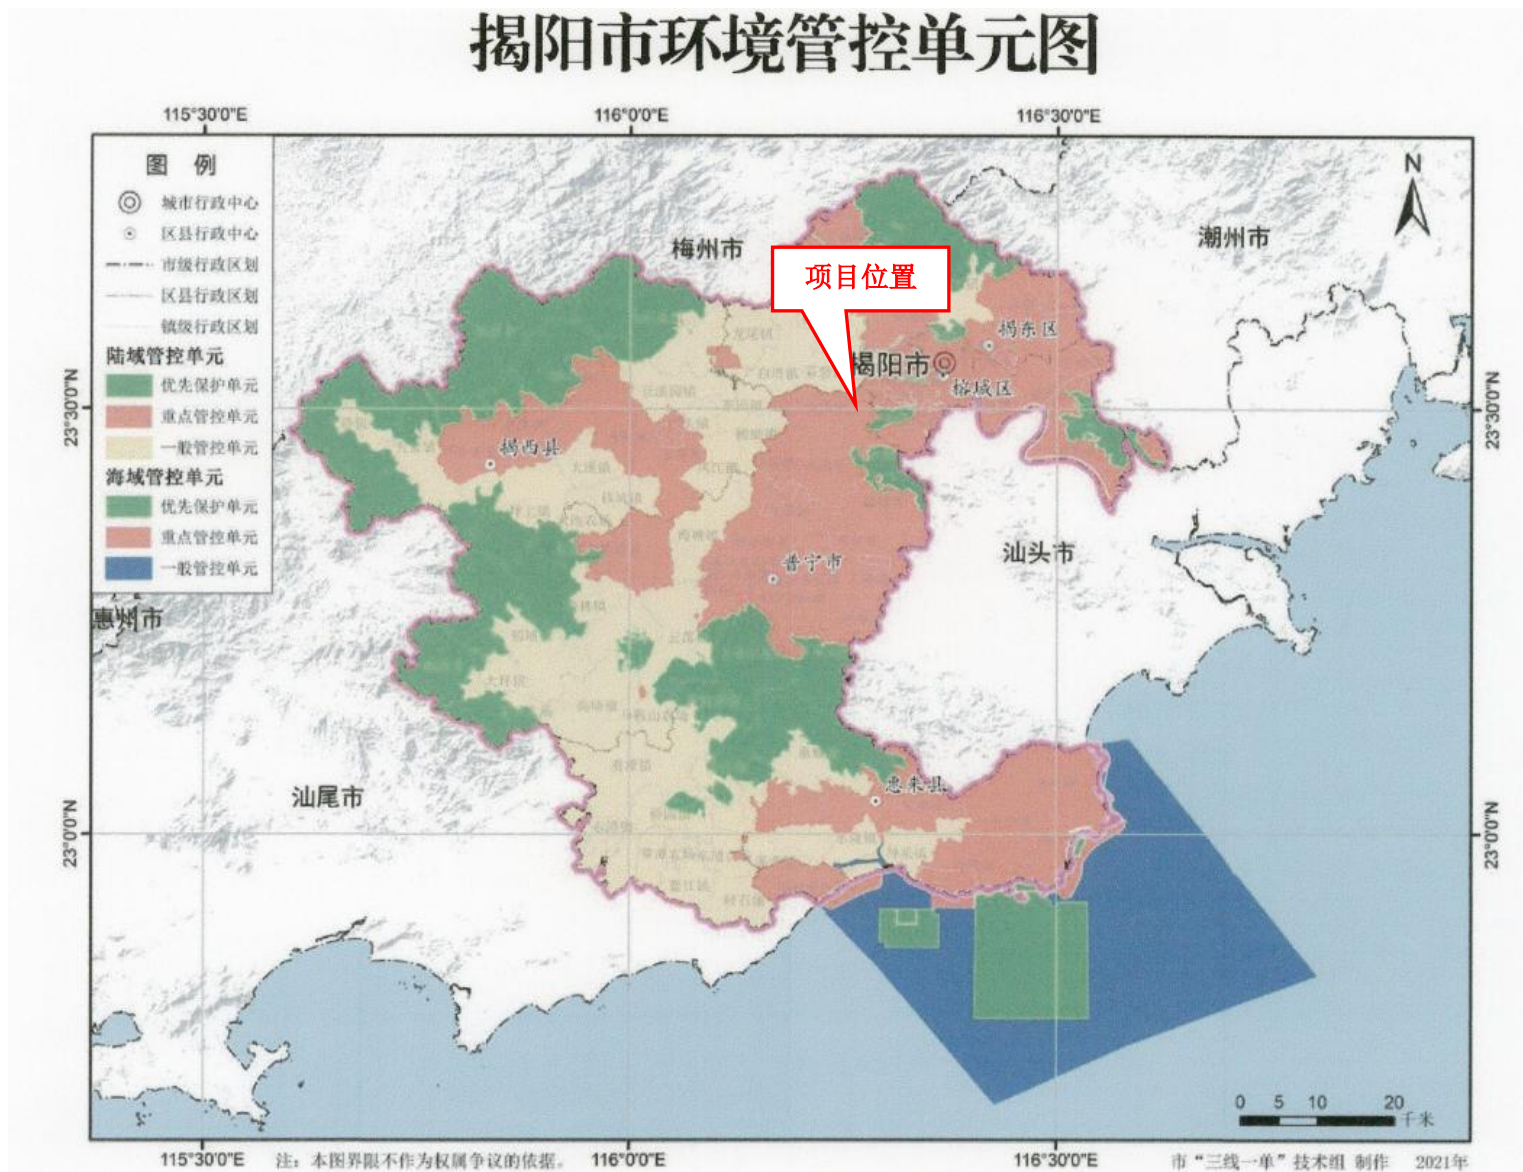 揭阳市环境管控单元图
115°30'0"E
116°0'0"E
116°30'0"E
图 例
城市行政中心
区县行政中心
市级行政区划
区县行政区划
镇级行政区划
陆域管控单元
优先保护单元
重点管控单元
一般管控单元
海域管控单元
优先保护单元
重点管控单元
一般管控单元
N
梅州市
潮州市
项目位置
揭东区
揭阳市
榕城区
龙尾镇
23°30'0"N
23°30'0"N
揭西县
汕头市
普宁市
惠州市
大坪镇
惠来县
汕尾市
23°0'0"N
23°0'0"N
0 5 10 20
千米
115°30'0"E
注：本图界限不作为权属争议的依据。
116°0'0"E
116°30'0"E
市“三线一单”技术组 制作 2021年